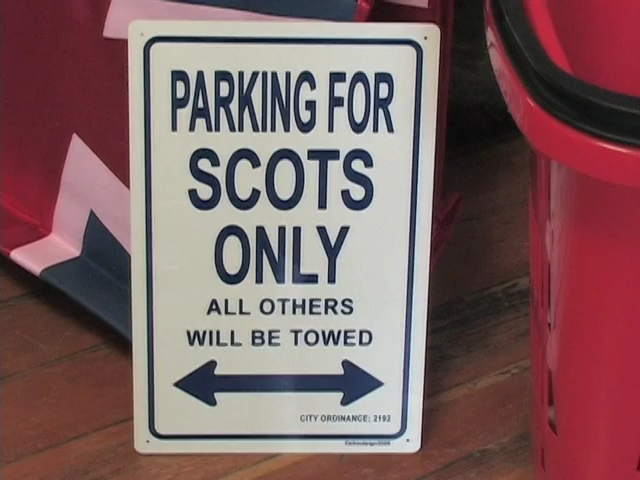 PARKING FOR
SCOTS
ONLY
ALL OTHERS
WILL BE TOWED
CITY ORDINANCE: 2192